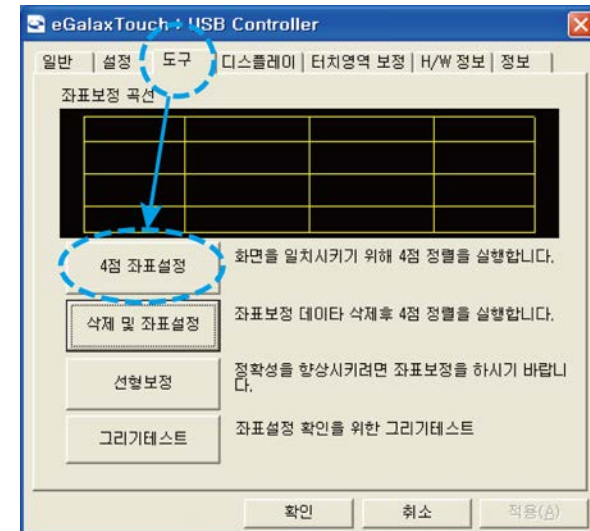 eGalaxTouch : USB Controller
일반 | 설정 | 도구 | 디스플레이 | 터치영역 보정 | H/W 정보 | 정보
좌표보정 곡선
4점 좌표설정
화면을 일치시키기 위해 4점 정렬을 실행합니다.
삭제 및 좌표설정
좌표보정 데이타 삭제후 4점 정렬을 실행합니다.
선형보정
정확성을 향상시키려면 좌표보정을 하시기 바랍니
다.
그리기테스트
좌표설정 확인을 위한 그리기테스트
확인 취소 적용(A)